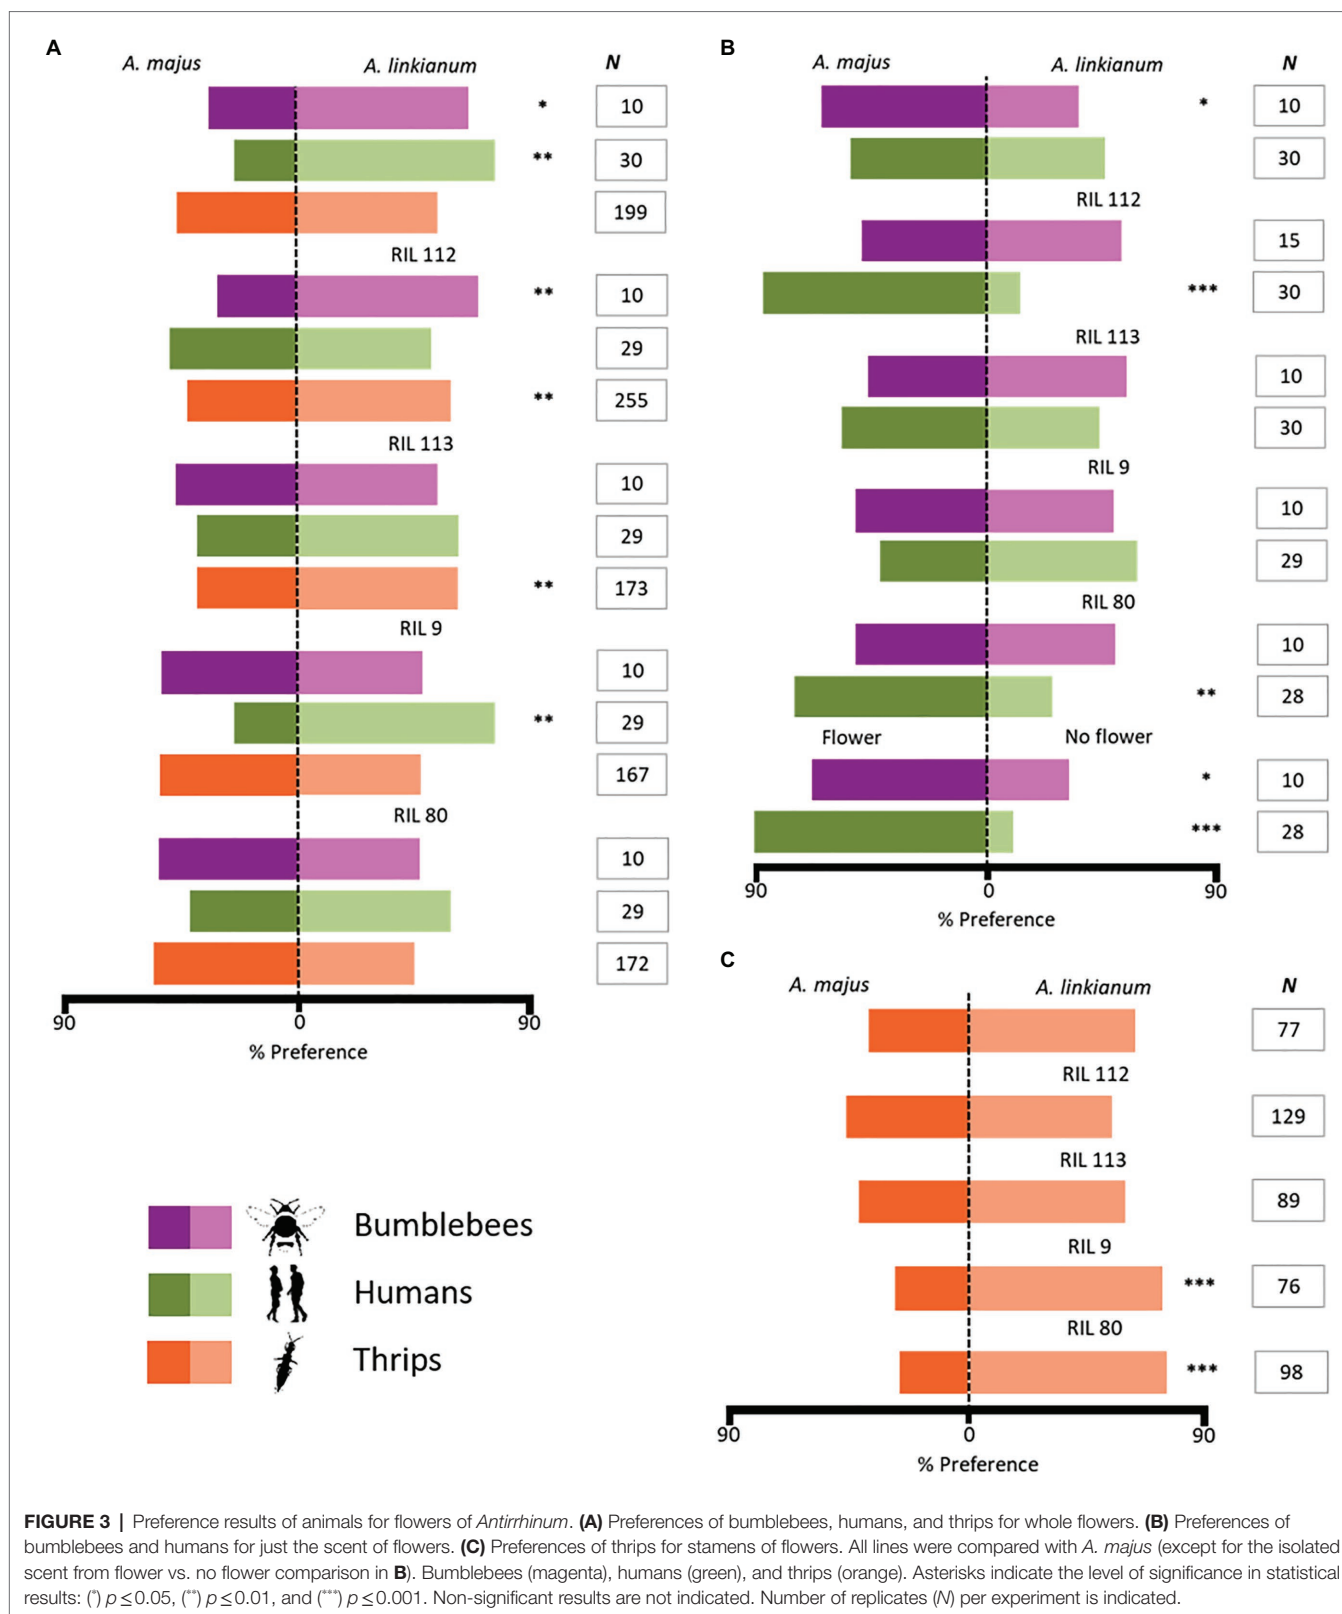 A
A. majus A. linkianum N
* 10
** 30
199
RIL 112
** 10
29
** 255
RIL 113
10
29
** 173
RIL 9
10
** 29
167
RIL 80
10
29
172
90 0 90
% Preference
B
A. majus A. linkianum N
* 10
30
RIL 112
15
*** 30
RIL 113
10
30
RIL 9
10
29
RIL 80
10
** 28
Flower No flower
* 10
*** 28
90 0 90
% Preference
C
A. majus A. linkianum N
77
RIL 112
129
RIL 113
89
RIL 9
*** 76
RIL 80
*** 98
90 0 90
% Preference
Bumblebees
Humans
Thrips
FIGURE 3 | Preference results of animals for flowers of Antirrhinum. (A) Preferences of bumblebees, humans, and thrips for whole flowers. (B) Preferences of
bumblebees and humans for just the scent of flowers. (C) Preferences of thrips for stamens of flowers. All lines were compared with A. majus (except for the isolated
scent from flower vs. no flower comparison in B). Bumblebees (magenta), humans (green), and thrips (orange). Asterisks indicate the level of significance in statistical
results: (*) p ≤ 0.05, (**) p ≤ 0.01, and (***) p ≤ 0.001. Non-significant results are not indicated. Number of replicates (N) per experiment is indicated.